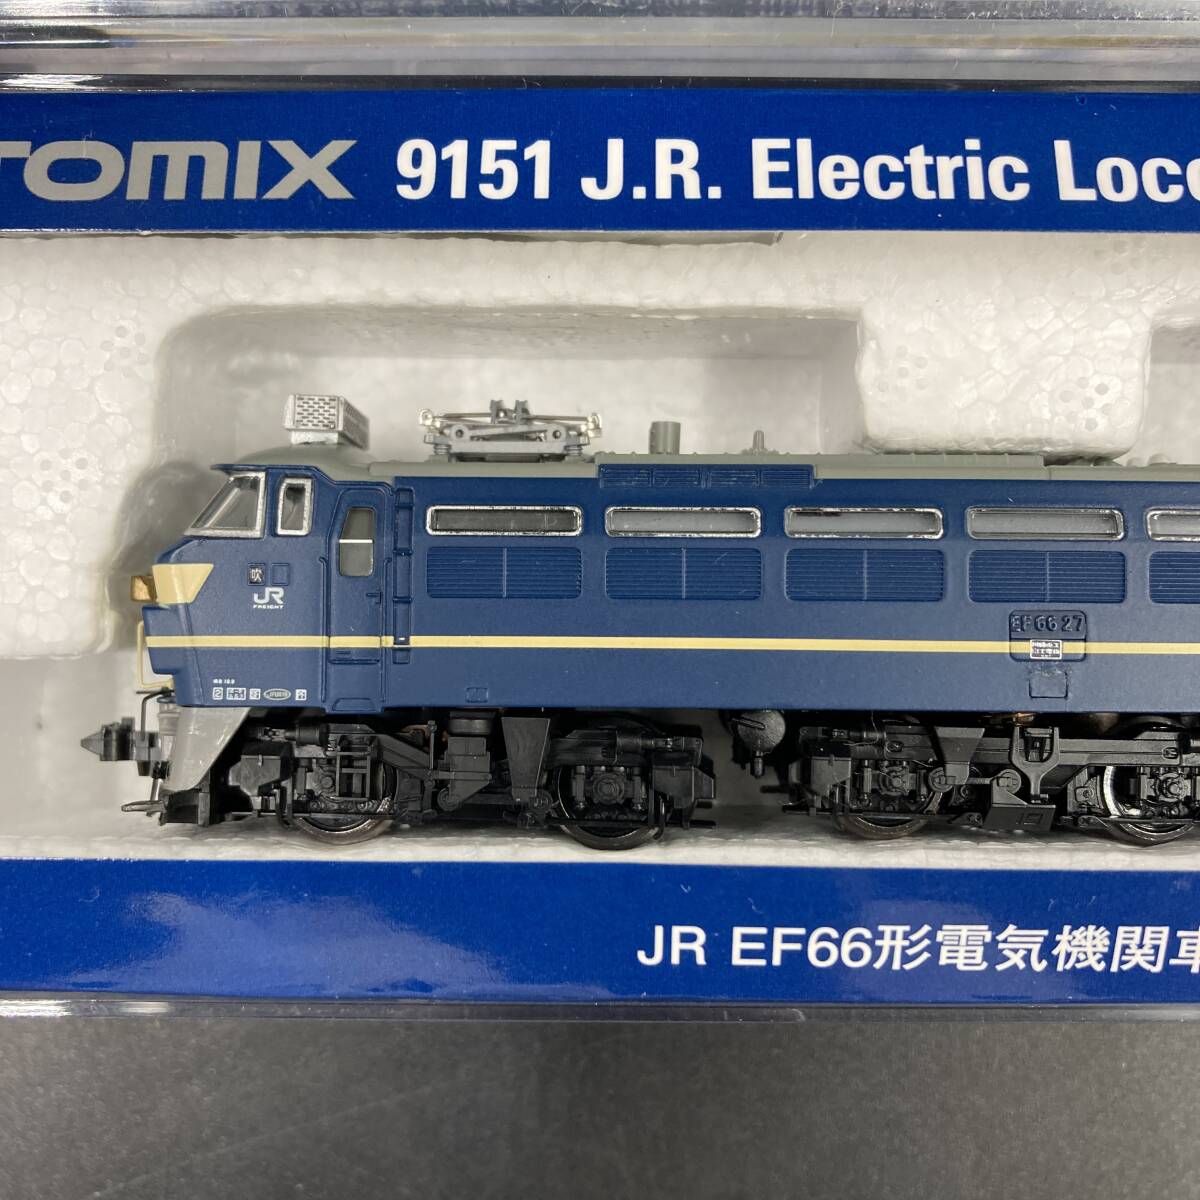 TOMIX 9151 J.R. Electric Loco
吹
JR
FREIGHT
EF66 27
JR EF66形電気機関車